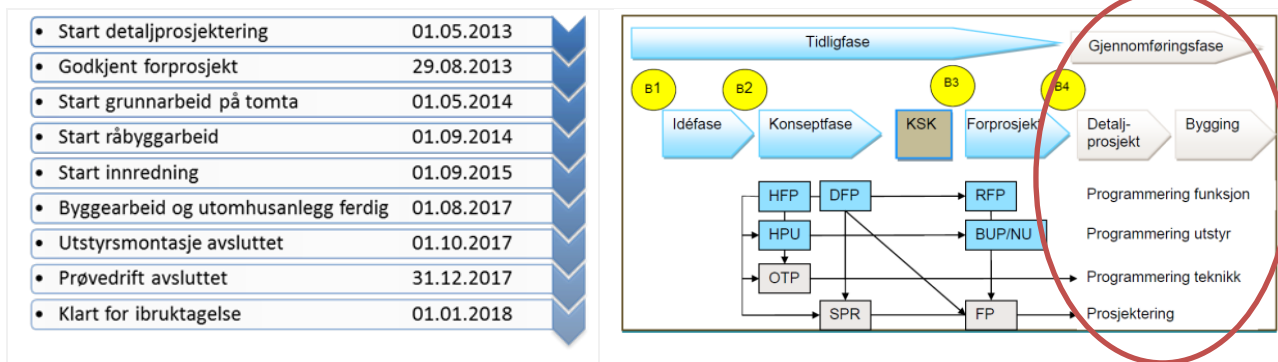 • Start detaljprosjektering 01.05.2013
• Godkjent forprosjekt 29.08.2013
• Start grunnarbeid på tomta 01.05.2014
• Start råbyggarbeid 01.09.2014
• Start innredning 01.09.2015
• Byggearbeid og utomhusanlegg ferdig 01.08.2017
• Utstyrsmontasje avsluttet 01.10.2017
• Prøvedrift avsluttet 31.12.2017
• Klart for ibruktagelse 01.01.2018
Tidligfase
Gjennomføringsfase
B1
B2
B3
B4
Idéfase
Konseptfase
KSK
Forprosjekt
Detalj-
prosjekt
Bygging
HFP DFP RFP Programmering funksjon
HPU BUP/NU Programmering utstyr
OTP Programmering teknikk
SPR FP Prosjektering